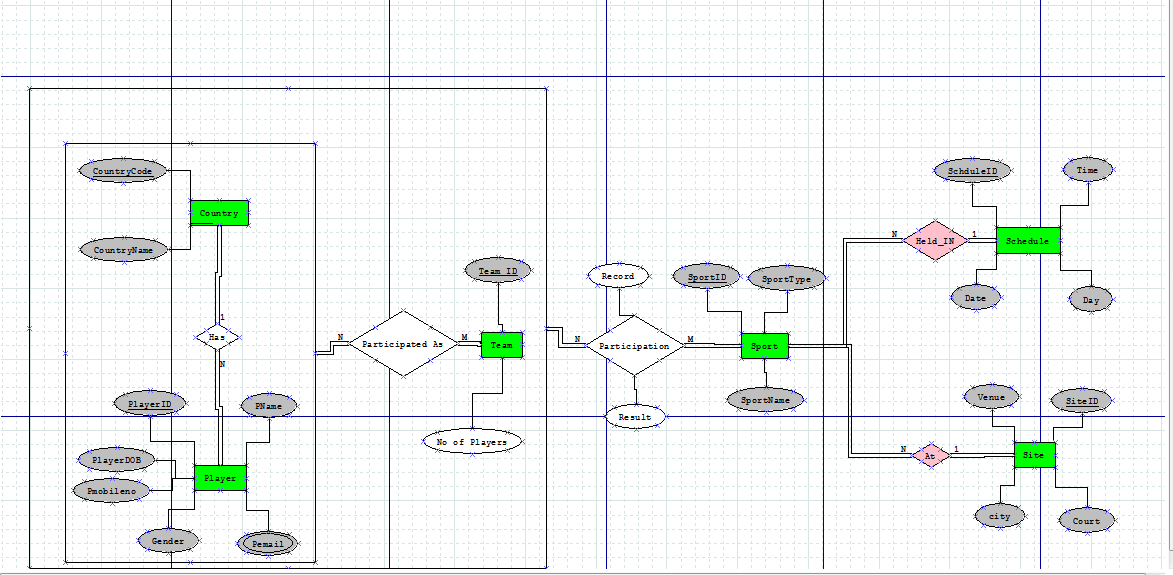 CountryCode
Country
CountryName
1
Has
N
PlayerID
PName
PlayerDOB
Player
Pmobileno
Gender
Pemail
N
Participated As
M
Team_ID
Team
No of Players
Record
N
Participation
M
Result
SportID
SportType
Sport
SportName
N
Held_IN
1
SchduleID
Time
Schedule
Date
Day
N
At
1
Venue
SiteID
Site
city
Court